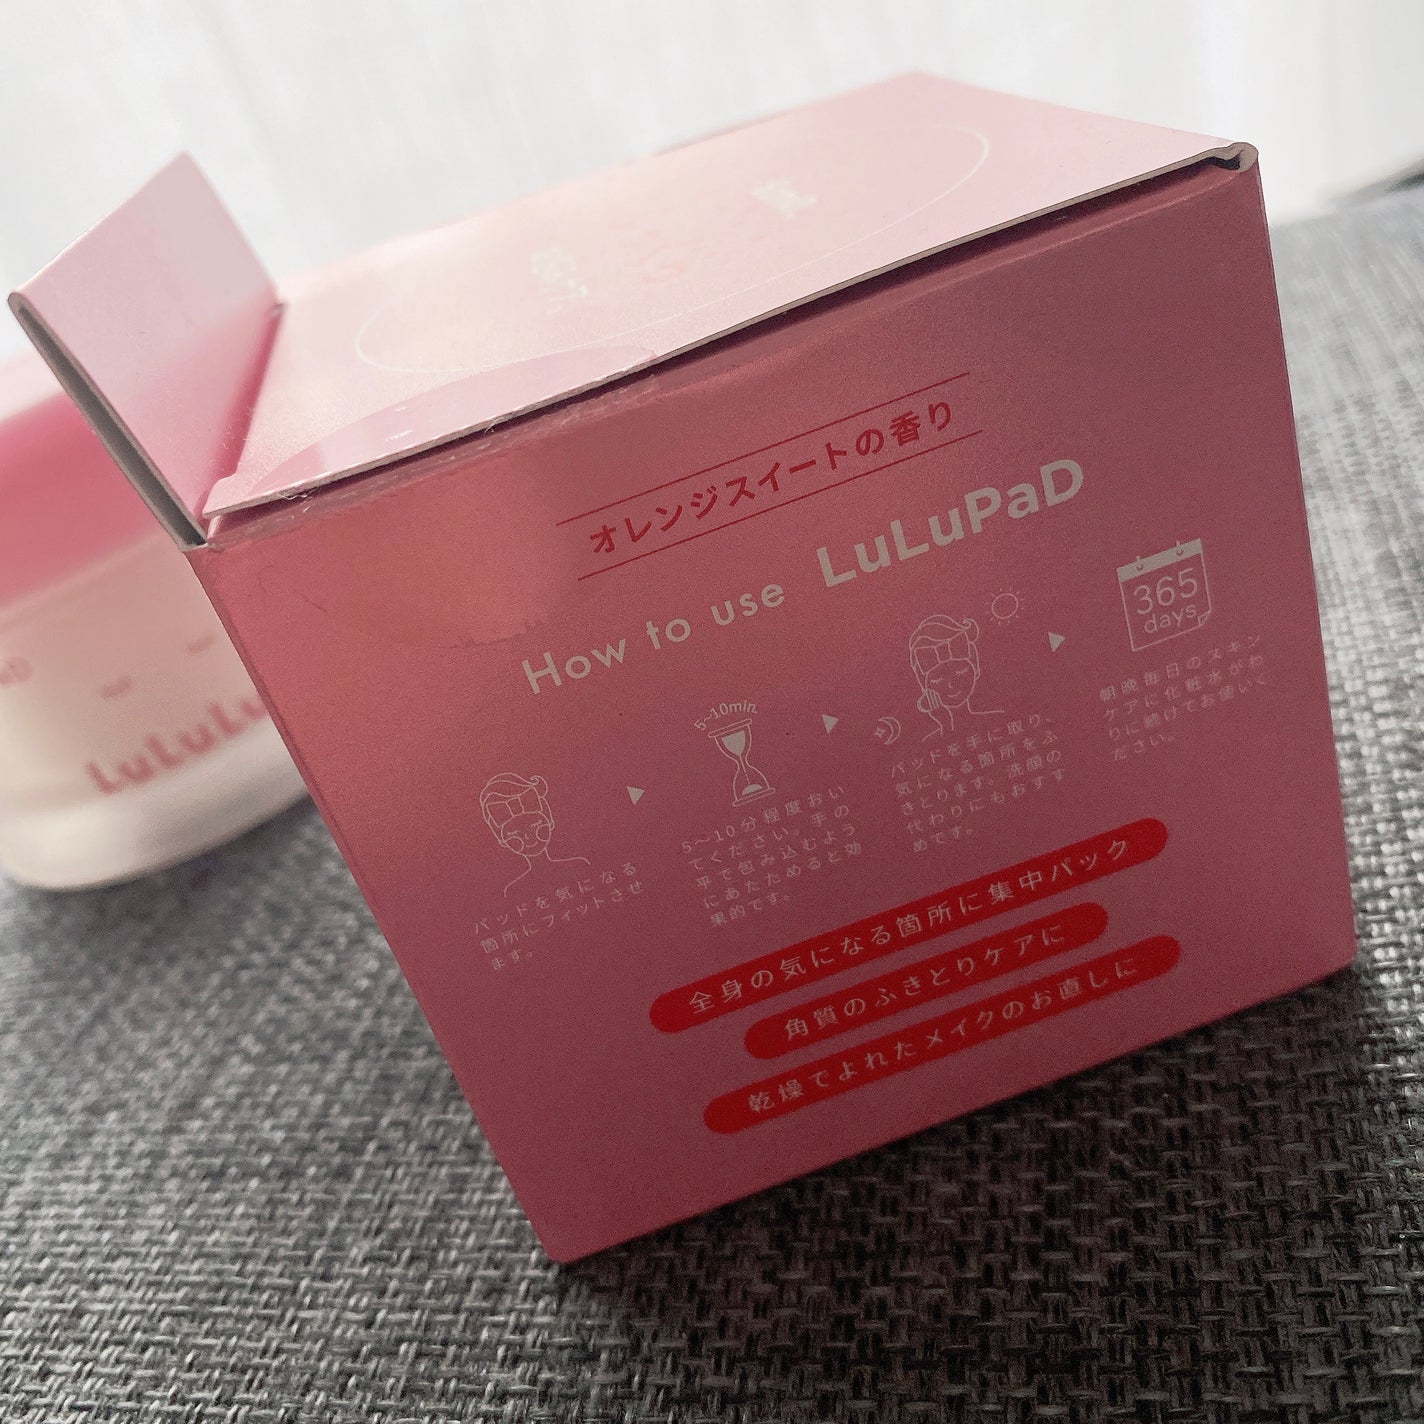 オレンジスイートの香り
How to use LuLuPaD
パッドを気になる
箇所にフィットさせ
ます。
5~10min.
5〜10分程度おい
てください。手の
平で包み込むよう
にあたためると効
果的です。
パッドを手に取り、
気になる箇所をふ
きとります。洗顔の
代わりにもおすす
めです。
365
days
朝晩毎日のスキン
ケアに化粧水がわ
りに続けてお使いく
ださい。
全身の気になる箇所に集中パック
角質のふきとりケアに
乾燥でよれたメイクのお直しに
LuLuLu